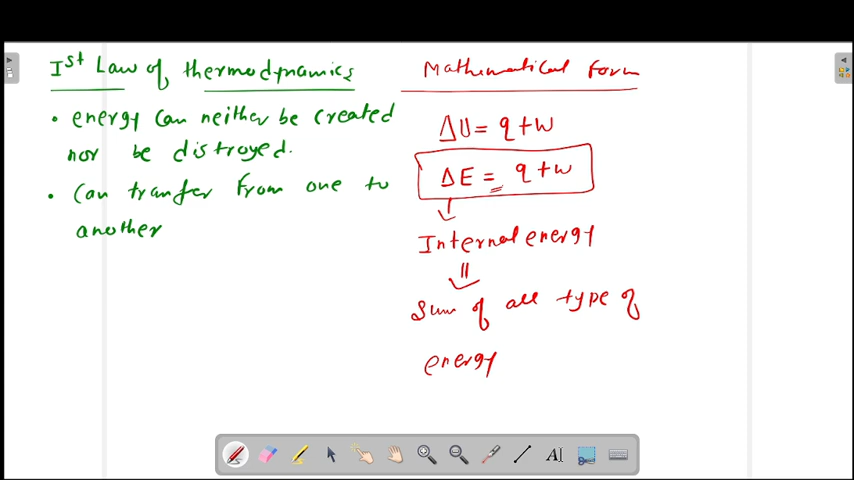 Ist Law of thermodynamics
• energy can neither be created
nor be distroyed.
• Can transfer from one to
another
Mathematical form
ΔU = q+w
ΔE = q+w
Internal energy
Sum of all type of
energy